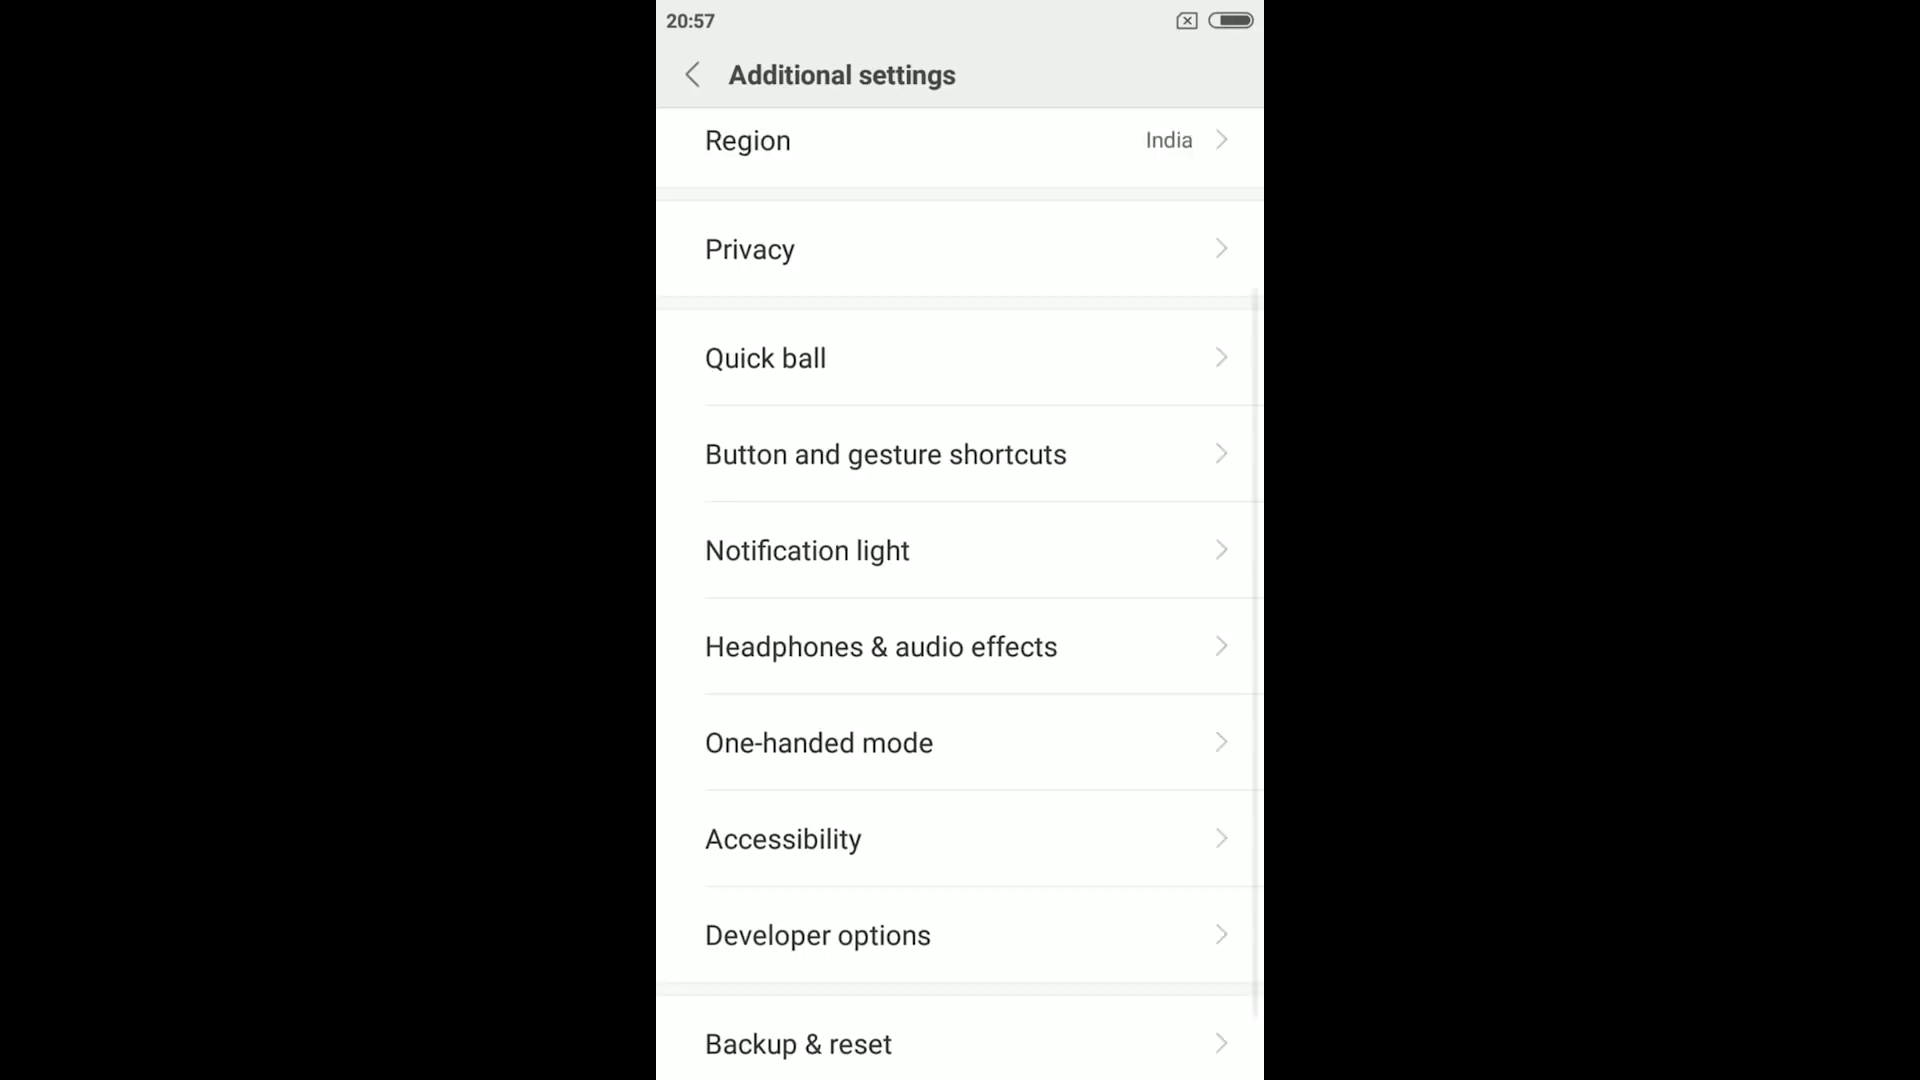 20:57
Additional settings
Region India
Privacy
Quick ball
Button and gesture shortcuts
Notification light
Headphones & audio effects
One-handed mode
Accessibility
Developer options
Backup & reset